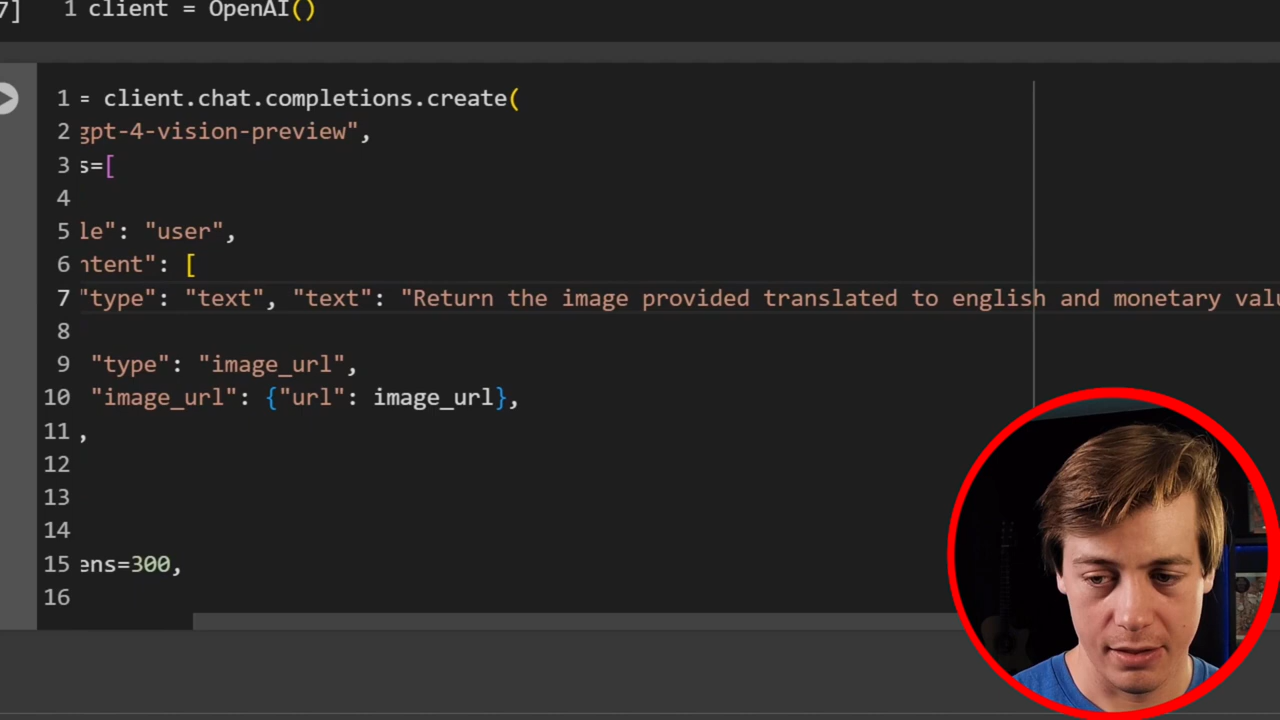 7] 1 client = OpenAI()
1 = client.chat.completions.create(
2 gpt-4-vision-preview",
3 s=[
4
5 le": "user",
6 ntent": [
7 "type": "text", "text": "Return the image provided translated to english and monetary valu
8
9 "type": "image_url",
10 "image_url": {"url": image_url},
11 ,
12
13
14
15 ens=300,
16